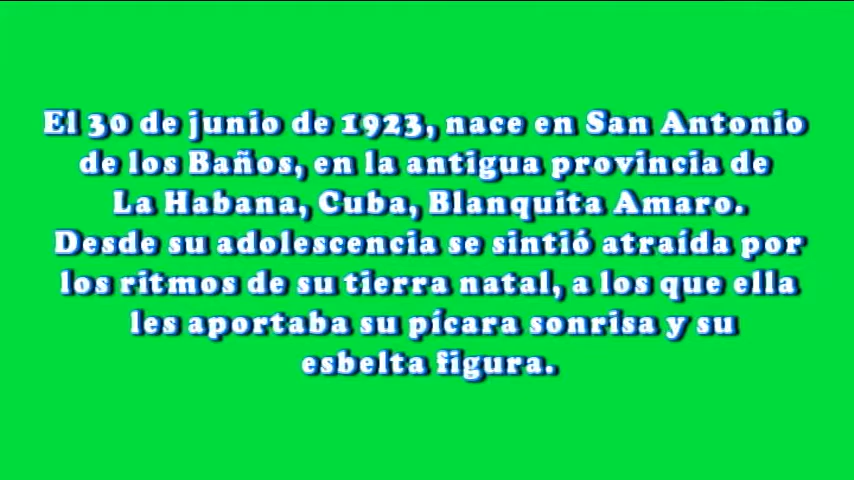 El 30 de junio de 1923, nace en San Antonio
de los Baños, en la antigua provincia de
La Habana, Cuba, Blanquita Amaro.
Desde su adolescencia se sintió atraída por
los ritmos de su tierra natal, a los que ella
les aportaba su pícara sonrisa y su
esbelta figura.